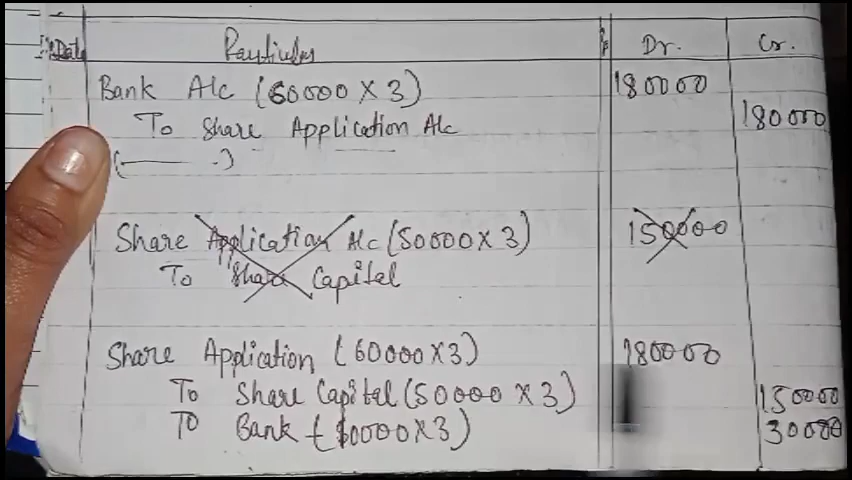 Date Particulars Dr. Cr.
Bank A/c (60000 X 3) 180000
To Share Application A/c 180000
(——— -)
Share Application A/c (50000 X 3) 150000
To Share Capital
Share Application (60000 X 3) 180000
To Share Capital (50000 X 3) 150000
To Bank (10000 X 3) 30000